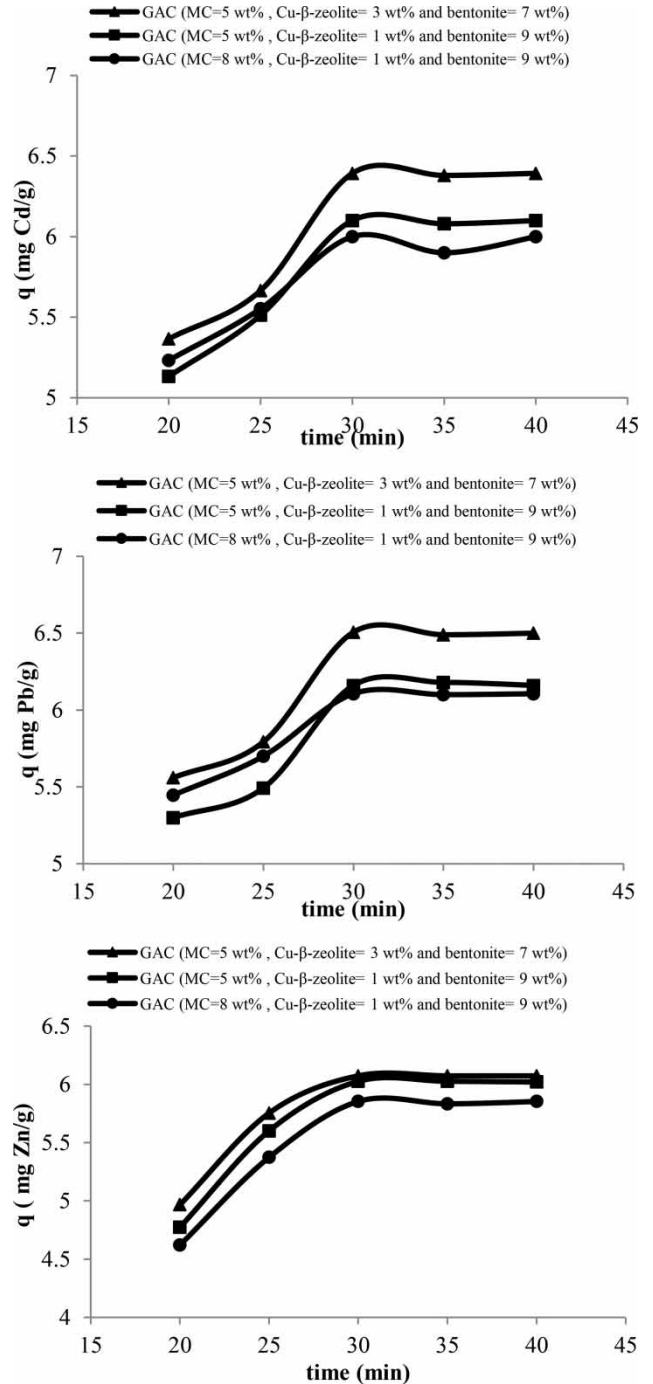 GAC (MC=5 wt% , Cu-β-zeolite= 3 wt% and bentonite= 7 wt%)
GAC (MC=5 wt% , Cu-β-zeolite= 1 wt% and bentonite= 9 wt%)
GAC (MC=8 wt% , Cu-β-zeolite= 1 wt% and bentonite= 9 wt%)
7
6.5
6
5.5
5
q (mg Cd/g)
15 20 25 30 35 40 45
time (min)
GAC (MC=5 wt% , Cu-β-zeolite= 3 wt% and bentonite= 7 wt%)
GAC (MC=5 wt% , Cu-β-zeolite= 1 wt% and bentonite= 9 wt%)
GAC (MC=8 wt% , Cu-β-zeolite= 1 wt% and bentonite= 9 wt%)
7
6.5
6
5.5
5
q (mg Pb/g)
15 20 25 30 35 40 45
time (min)
GAC (MC=5 wt% , Cu-β-zeolite= 3 wt% and bentonite= 7 wt%)
GAC (MC=5 wt% , Cu-β-zeolite= 1 wt% and bentonite= 9 wt%)
GAC (MC=8 wt% , Cu-β-zeolite= 1 wt% and bentonite= 9 wt%)
6.5
6
5.5
5
4.5
4
q ( mg Zn/g)
15 20 25 30 35 40 45
time (min)